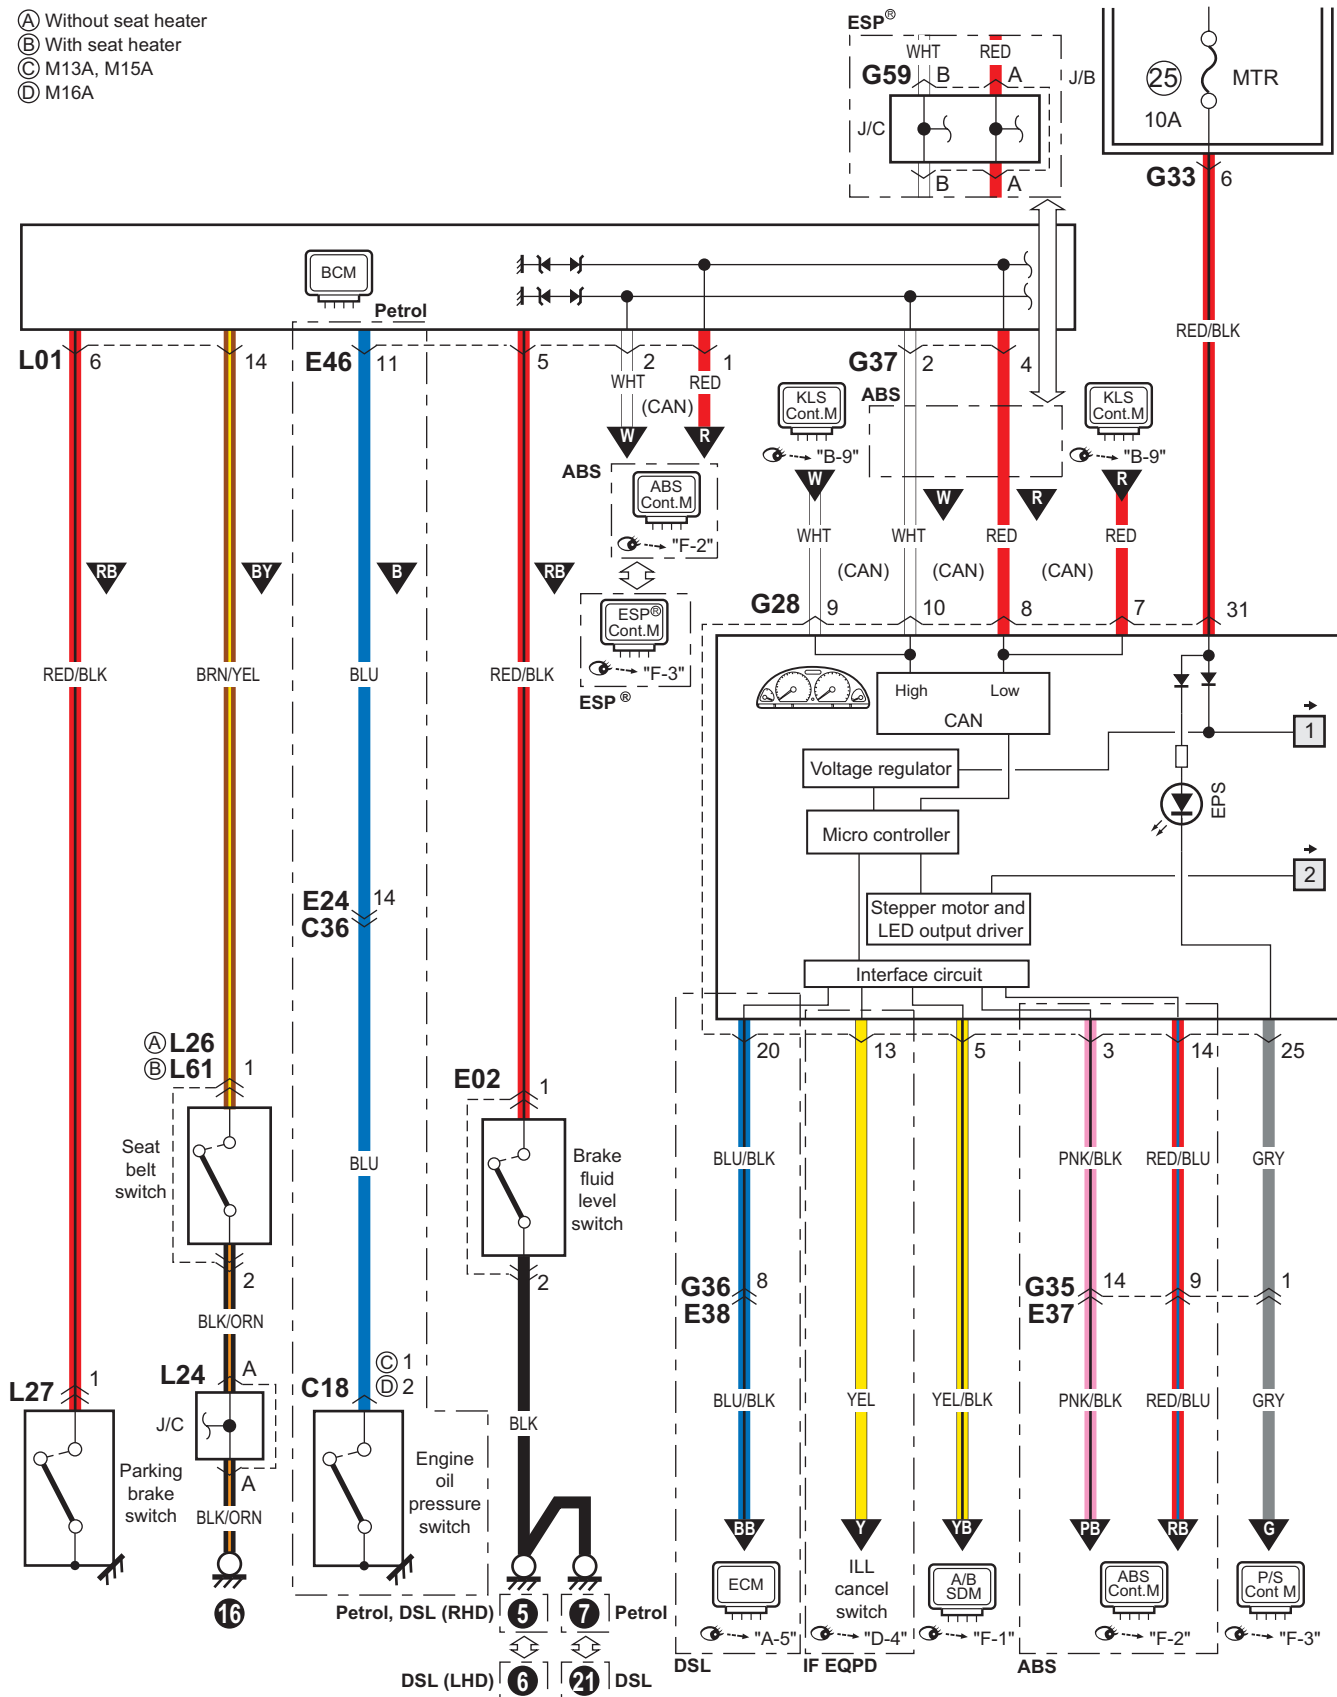 Ⓐ Without seat heater
Ⓑ With seat heater
Ⓒ M13A, M15A
Ⓓ M16A
ESP®
WHT RED
G59 B A
J/C
B A
J/B
25 MTR
10A
G33 6
BCM
Petrol
RED/BLK
L01 6 14 E46 11 5 2 1 G37 2 4
WHT RED
(CAN)
KLS
Cont.M
"B-9"
ABS
KLS
Cont.M
"B-9"
W R
ABS
ABS
Cont.M
"F-2"
W W R R
WHT WHT RED RED
(CAN) (CAN) (CAN)
RB BY B RB
ESP®
Cont.M
"F-3"
ESP®
G28 9 10 8 7 31
RED/BLK BRN/YEL BLU RED/BLK
High Low
CAN
1
Voltage regulator
EPS
Micro controller
2
Stepper motor and
LED output driver
E24 14
C36
Interface circuit
20 13 5 3 14 25
Ⓐ L26
Ⓑ L61 1
E02 1
Seat
belt
switch
BLU
Brake
fluid
level
switch
BLU/BLK PNK/BLK RED/BLU GRY
2 2
G36 8
E38
G35 14 9 1
E37
BLK/ORN
L27 1
L24 A
C18 Ⓒ 1
Ⓓ 2
BLK
BLU/BLK YEL YEL/BLK PNK/BLK RED/BLU GRY
J/C
A
Parking
brake
switch
BLK/ORN
Engine
oil
pressure
switch
BB Y YB PB RB G
ECM
"A-5"
ILL
cancel
switch
"D-4"
A/B
SDM
"F-1"
ABS
Cont.M
"F-2"
P/S
Cont M
"F-3"
16
Petrol, DSL (RHD) 5 7 Petrol
DSL (LHD) 6 21 DSL
DSL IF EQPD ABS